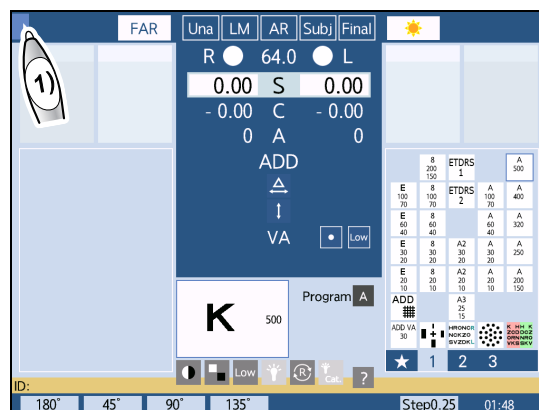 FAR
Una LM AR Subj Final
1)
R 64.0 L
0.00 S 0.00
- 0.00 C - 0.00
0 A 0
ADD
VA Low
K 500
Program A
Low R Cat. ?
8 200 150 ETDRS 1 A 500
E 100 70 8 100 70 ETDRS 2 A 100 70 A 400
E 60 40 8 60 40 A 60 40 A 320
E 30 20 8 30 20 A2 30 20 A 30 20 A 250
E 20 10 8 20 10 A2 20 10 A 20 10 A 200 150
ADD A3 25 15
ADD VA 30 HRONCR NCKZO SVZDKL
★ 1 2 3
ID:
180° 45° 90° 135° Step0.25 01:48